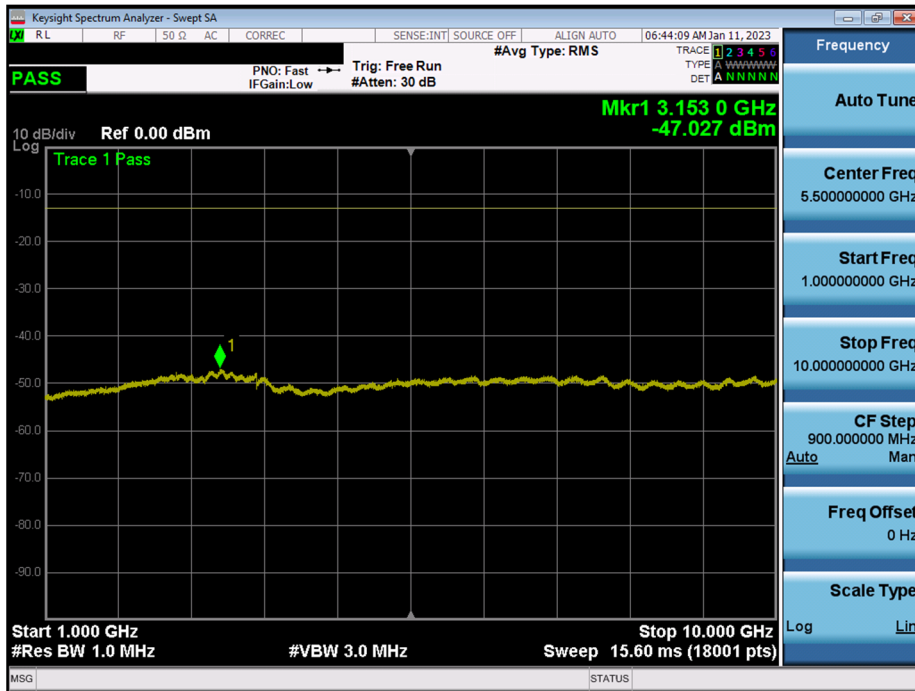 Keysight Spectrum Analyzer - Swept SA
LXI RL RF 50 Ω AC CORREC SENSE:INT SOURCE OFF ALIGN AUTO 06:44:09 AM Jan 11, 2023
PASS
PNO: Fast
IFGain:Low
Trig: Free Run
#Atten: 30 dB
#Avg Type: RMS
TRACE 1 2 3 4 5 6
TYPE A WWWWW
DET A N N N N N
Mkr1 3.153 0 GHz
-47.027 dBm
10 dB/div Ref 0.00 dBm
Log
Trace 1 Pass
-10.0
-20.0
-30.0
-40.0
-50.0
-60.0
-70.0
-80.0
-90.0
1
Start 1.000 GHz Stop 10.000 GHz
#Res BW 1.0 MHz #VBW 3.0 MHz Sweep 15.60 ms (18001 pts)
MSG STATUS
Frequency
Auto Tune
Center Freq
5.500000000 GHz
Start Freq
1.000000000 GHz
Stop Freq
10.000000000 GHz
CF Step
900.000000 MHz
Auto Man
Freq Offset
0 Hz
Scale Type
Log Lin